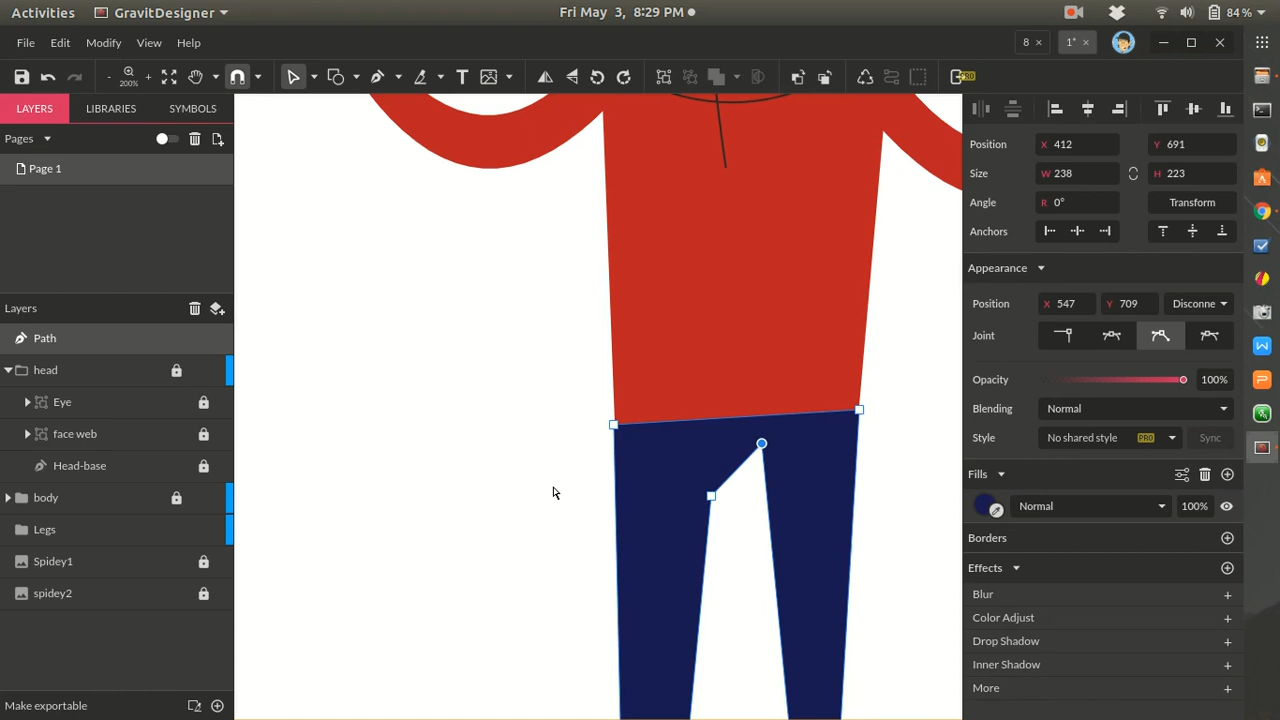 Activities GravitDesigner Fri May 3, 8:29 PM 84 %
File Edit Modify View Help 8 × 1* ×
- 200% + PRO
LAYERS LIBRARIES SYMBOLS
Pages
Page 1
Layers
Path
head
Eye
face web
Head-base
body
Legs
Spidey1
spidey2
Make exportable
Position X 412 Y 691
Size W 238 H 223
Angle R 0° Transform
Anchors
Appearance
Position X 547 Y 709 Disconne
Joint
Opacity 100%
Blending Normal
Style No shared style PRO Sync
Fills
Normal 100%
Borders
Effects
Blur +
Color Adjust +
Drop Shadow +
Inner Shadow +
More +